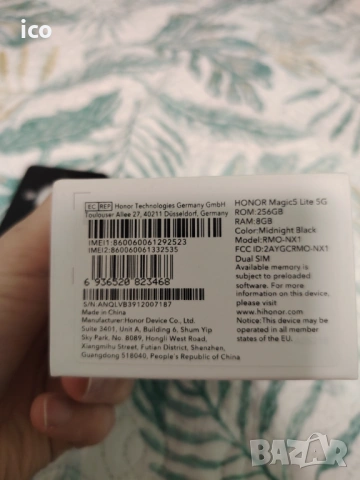 ico
EC REP Honor Technologies Germany GmbH
Toulouser Allee 27, 40211 Düsseldorf, Germany
IMEI1:860060061292523
IMEI2:860060061332535
6 936520 823468
S/N:ANQLVB3912007187
Made in China
Manufacturer:Honor Device Co., Ltd.
Suite 3401, Unit A, Building 6, Shum Yip
Sky Park, No. 8089, Hongli West Road,
Xiangmihu Street, Futian District, Shenzhen,
Guangdong 518040, People's Republic of China
HONOR Magic5 Lite 5G
ROM:256GB
RAM:8GB
Color:Midnight Black
Model:RMO-NX1
FCC ID:2AYGCRMO-NX1
Dual SIM
Available memory is
subject to preloaded
software.
For more information,
please go to
www.hihonor.com
Notice:This device may be
operated in all member
states of the EU.
BAZAR
bg